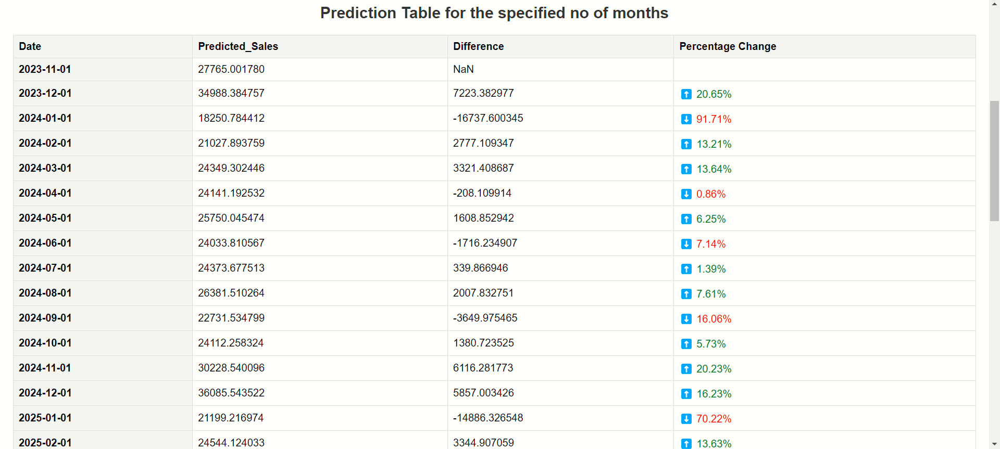 Prediction Table for the specified no of months
Date Predicted_Sales Difference Percentage Change
2023-11-01 27765.001780 NaN
2023-12-01 34988.384757 7223.382977 ⬆ 20.65%
2024-01-01 18250.784412 -16737.600345 ⬇ 91.71%
2024-02-01 21027.893759 2777.109347 ⬆ 13.21%
2024-03-01 24349.302446 3321.408687 ⬆ 13.64%
2024-04-01 24141.192532 -208.109914 ⬇ 0.86%
2024-05-01 25750.045474 1608.852942 ⬆ 6.25%
2024-06-01 24033.810567 -1716.234907 ⬇ 7.14%
2024-07-01 24373.677513 339.866946 ⬆ 1.39%
2024-08-01 26381.510264 2007.832751 ⬆ 7.61%
2024-09-01 22731.534799 -3649.975465 ⬇ 16.06%
2024-10-01 24112.258324 1380.723525 ⬆ 5.73%
2024-11-01 30228.540096 6116.281773 ⬆ 20.23%
2024-12-01 36085.543522 5857.003426 ⬆ 16.23%
2025-01-01 21199.216974 -14886.326548 ⬇ 70.22%
2025-02-01 24544.124033 3344.907059 ⬆ 13.63%